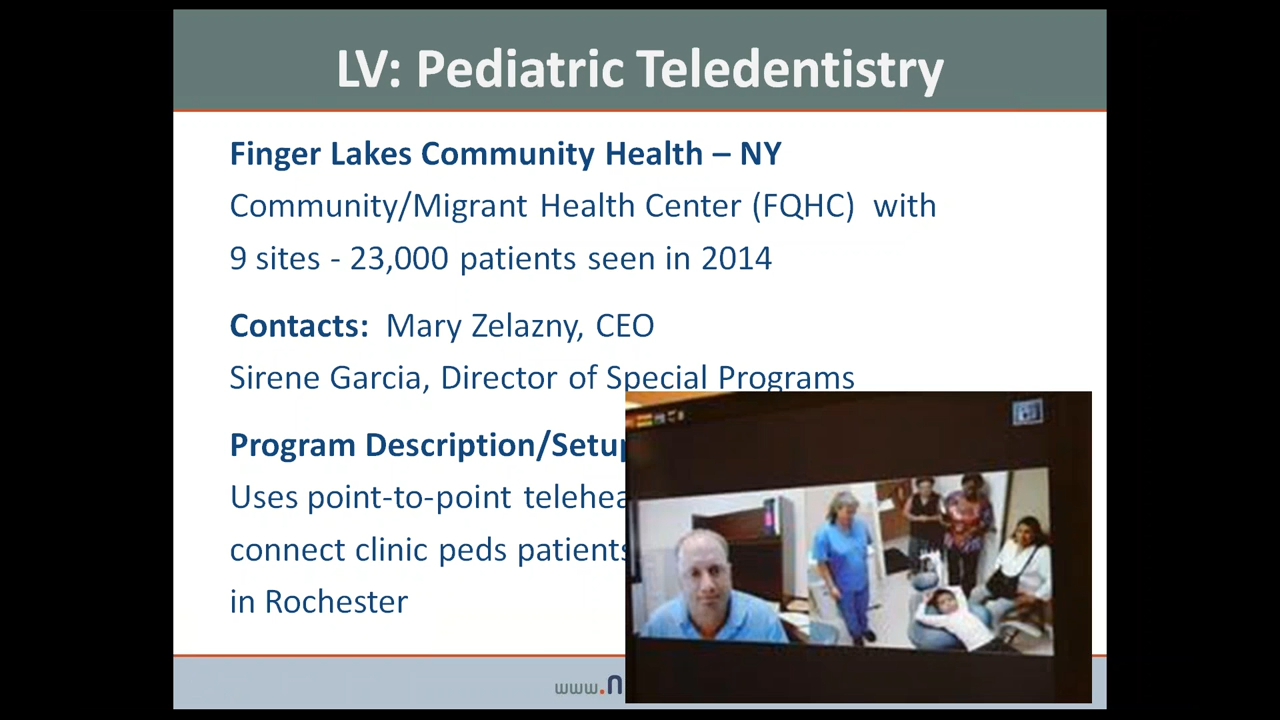 LV: Pediatric Teledentistry
Finger Lakes Community Health – NY
Community/Migrant Health Center (FQHC) with
9 sites - 23,000 patients seen in 2014
Contacts: Mary Zelazny, CEO
Sirene Garcia, Director of Special Programs
Program Description/Setup
Uses point-to-point telehea
connect clinic peds patients
in Rochester
www.N